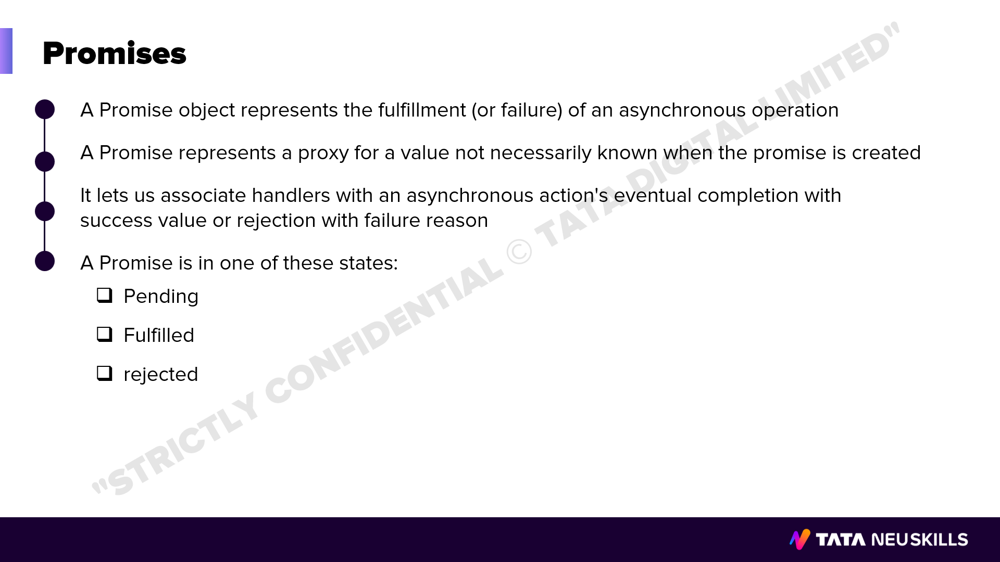 Promises
A Promise object represents the fulfillment (or failure) of an asynchronous operation
A Promise represents a proxy for a value not necessarily known when the promise is created
It lets us associate handlers with an asynchronous action's eventual completion with
success value or rejection with failure reason
A Promise is in one of these states:
Pending
Fulfilled
rejected
"STRICTLY CONFIDENTIAL © TATA DIGITAL LIMITED"
TATA NEUSKILLS